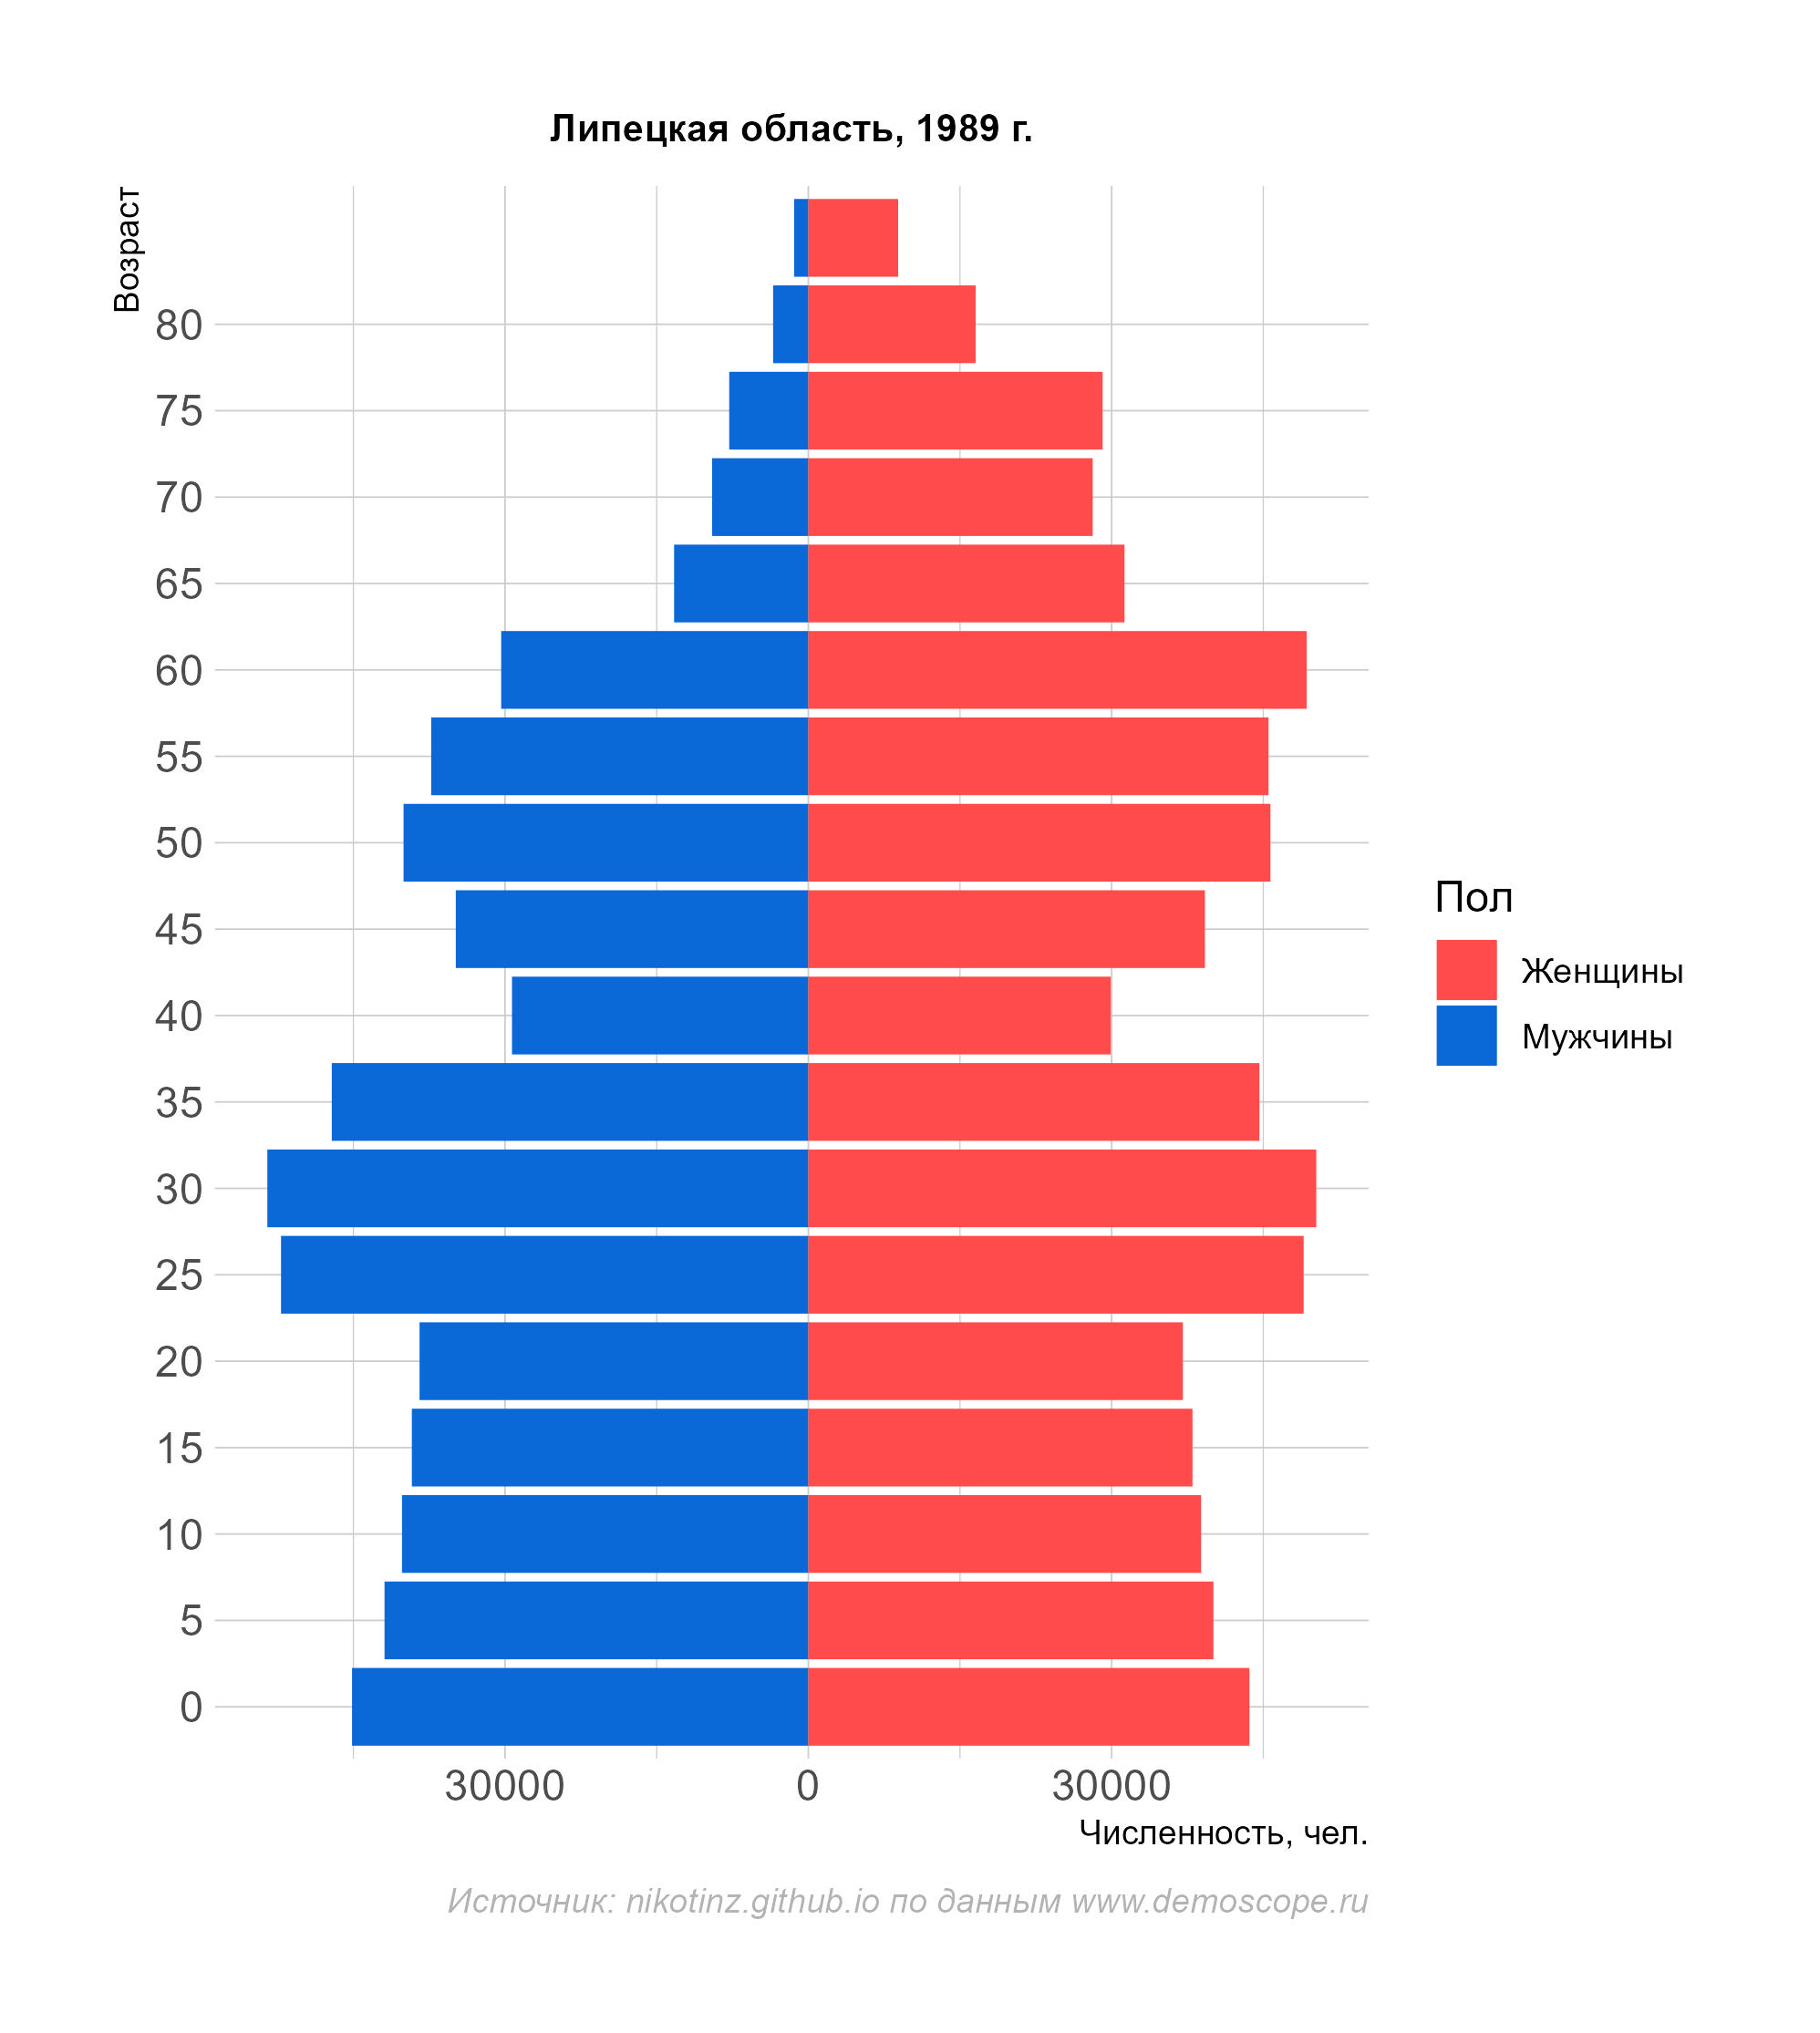 Липецкая область, 1989 г.
Возраст
80
75
70
65
60
55
50
45
40
35
30
25
20
15
10
5
0
30000 0 30000
Численность, чел.
Пол
Женщины
Мужчины
Источник: nikotinz.github.io по данным www.demoscope.ru